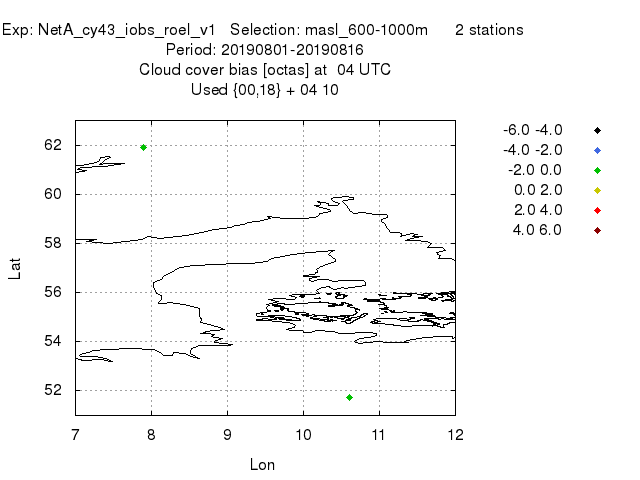 Exp: NetA_cy43_iobs_roel_v1   Selection: masl_600-1000m      2 stations
Period: 20190801-20190816
Cloud cover bias [octas] at  04 UTC
Used {00,18} + 04 10
-6.0 -4.0
-4.0 -2.0
-2.0 0.0
0.0 2.0
2.0 4.0
4.0 6.0
Lat
62
60
58
56
54
52
7 8 9 10 11 12
Lon